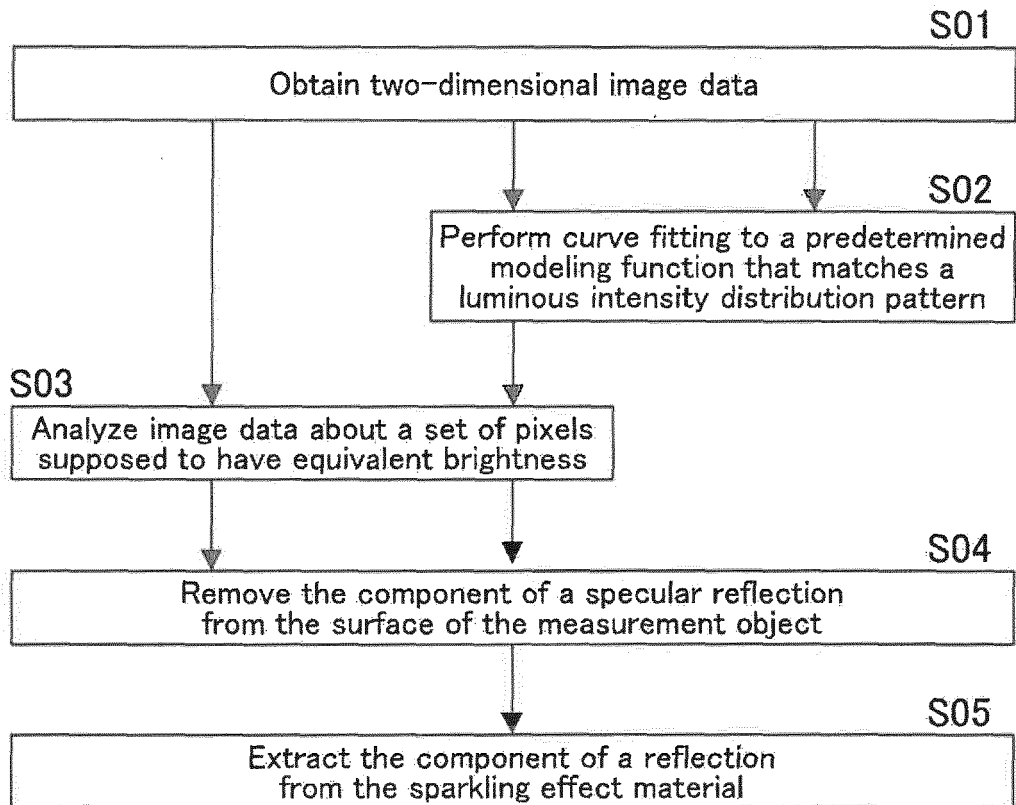 S01
Obtain two-dimensional image data
S02
Perform curve fitting to a predetermined
modeling function that matches a
luminous intensity distribution pattern
S03
Analyze image data about a set of pixels
supposed to have equivalent brightness
S04
Remove the component of a specular reflection
from the surface of the measurement object
S05
Extract the component of a reflection
from the sparkling effect material